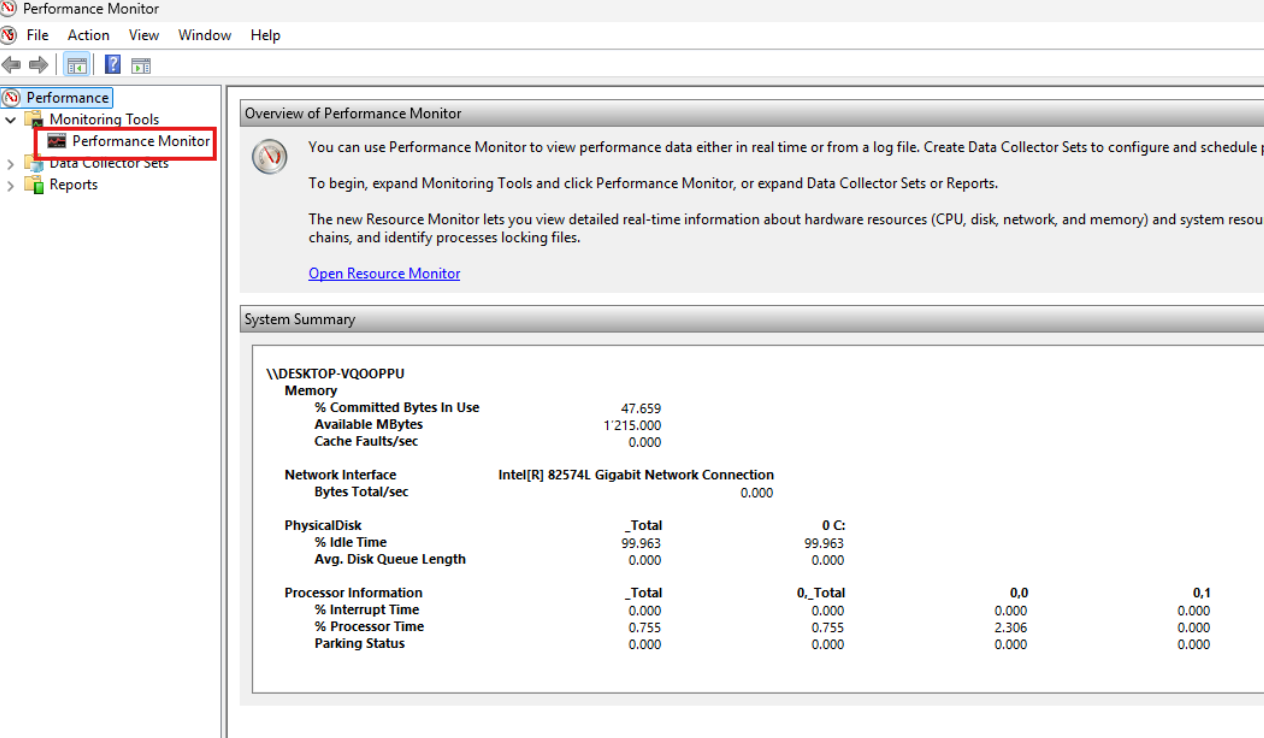 Performance Monitor
File Action View Window Help
Performance
Monitoring Tools
Performance Monitor
Data Collector Sets
Reports
Overview of Performance Monitor
You can use Performance Monitor to view performance data either in real time or from a log file. Create Data Collector Sets to configure and schedule
To begin, expand Monitoring Tools and click Performance Monitor, or expand Data Collector Sets or Reports.
The new Resource Monitor lets you view detailed real-time information about hardware resources (CPU, disk, network, and memory) and system
chains, and identify processes locking files.
Open Resource Monitor
System Summary
\\DESKTOP-VQOOPPU
Memory
% Committed Bytes In Use 47.659
Available MBytes 1'215.000
Cache Faults/sec 0.000
Network Interface Intel[R] 82574L Gigabit Network Connection
Bytes Total/sec 0.000
PhysicalDisk _Total 0 C:
% Idle Time 99.963 99.963
Avg. Disk Queue Length 0.000 0.000
Processor Information _Total 0,_Total 0,0 0,1
% Interrupt Time 0.000 0.000 0.000 0.000
% Processor Time 0.755 0.755 2.306 0.000
Parking Status 0.000 0.000 0.000 0.000